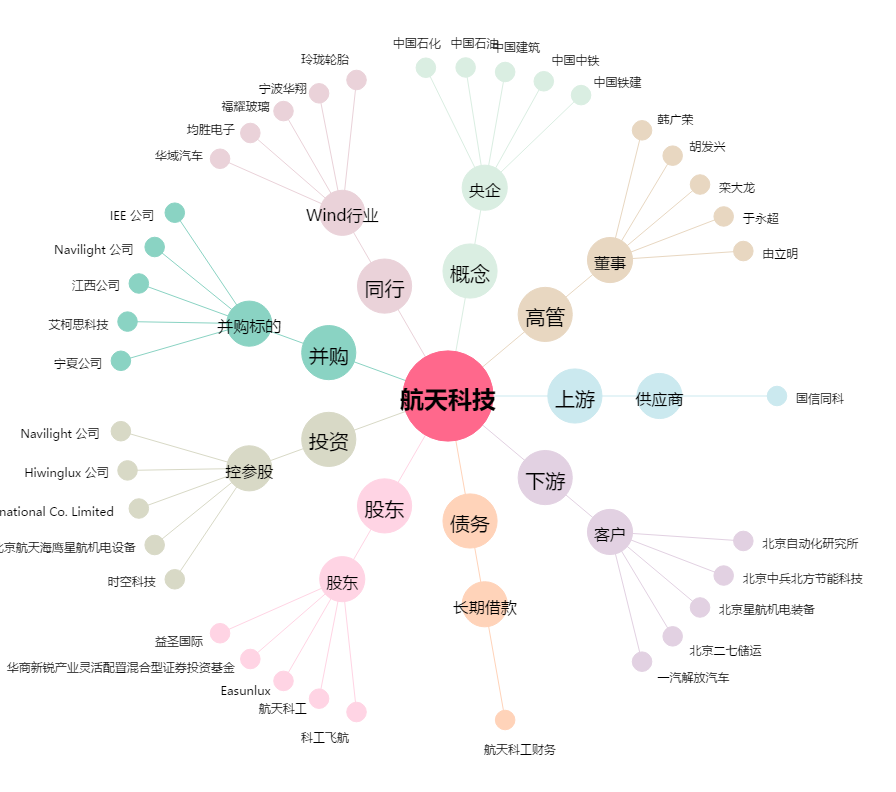 中国石化
中国石油
中国建筑
中国中铁
中国铁建
央企
概念
玲珑轮胎
宁波华翔
福耀玻璃
均胜电子
华域汽车
Wind行业
同行
韩广荣
胡发兴
栾大龙
于永超
由立明
董事
高管
IEE 公司
Navilight 公司
江西公司
艾柯思科技
宁夏公司
并购标的
并购
航天科技
上游
供应商
国信同科
Navilight 公司
Hiwinglux 公司
national Co. Limited
北京航天海鹰星航机电设备
时空科技
控参股
投资
下游
客户
北京自动化研究所
北京中兵北方节能科技
北京星航机电装备
北京二七储运
一汽解放汽车
股东
股东
益圣国际
华商新锐产业灵活配置混合型证券投资基金
Easunlux
航天科工
科工飞航
债务
长期借款
航天科工财务